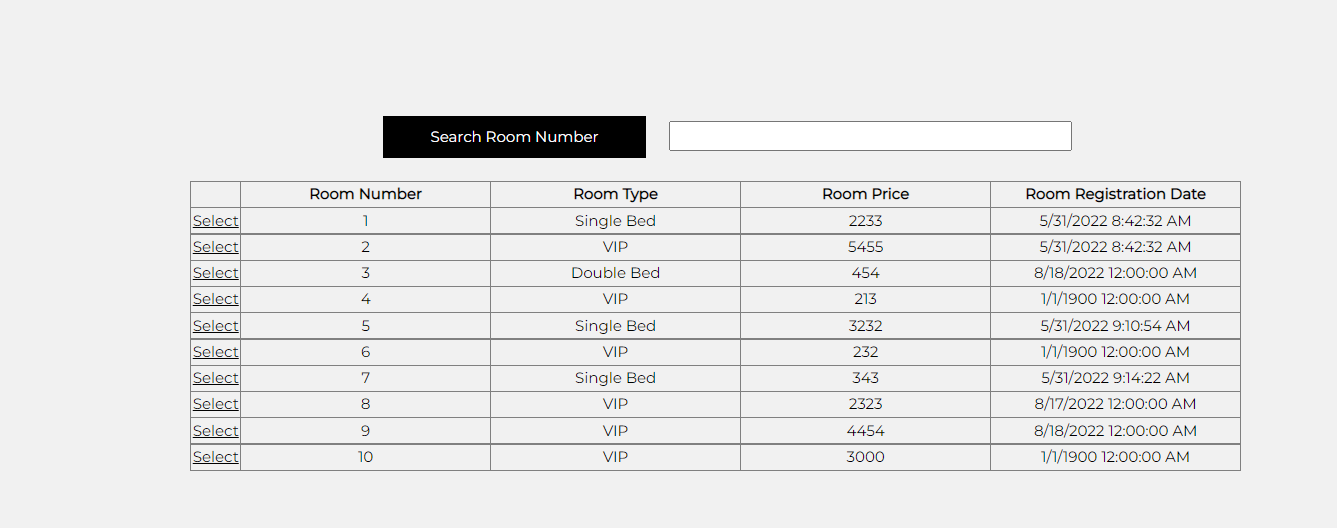 Search Room Number
Room Number Room Type Room Price Room Registration Date
Select 1 Single Bed 2233 5/31/2022 8:42:32 AM
Select 2 VIP 5455 5/31/2022 8:42:32 AM
Select 3 Double Bed 454 8/18/2022 12:00:00 AM
Select 4 VIP 213 1/1/1900 12:00:00 AM
Select 5 Single Bed 3232 5/31/2022 9:10:54 AM
Select 6 VIP 232 1/1/1900 12:00:00 AM
Select 7 Single Bed 343 5/31/2022 9:14:22 AM
Select 8 VIP 2323 8/17/2022 12:00:00 AM
Select 9 VIP 4454 8/18/2022 12:00:00 AM
Select 10 VIP 3000 1/1/1900 12:00:00 AM